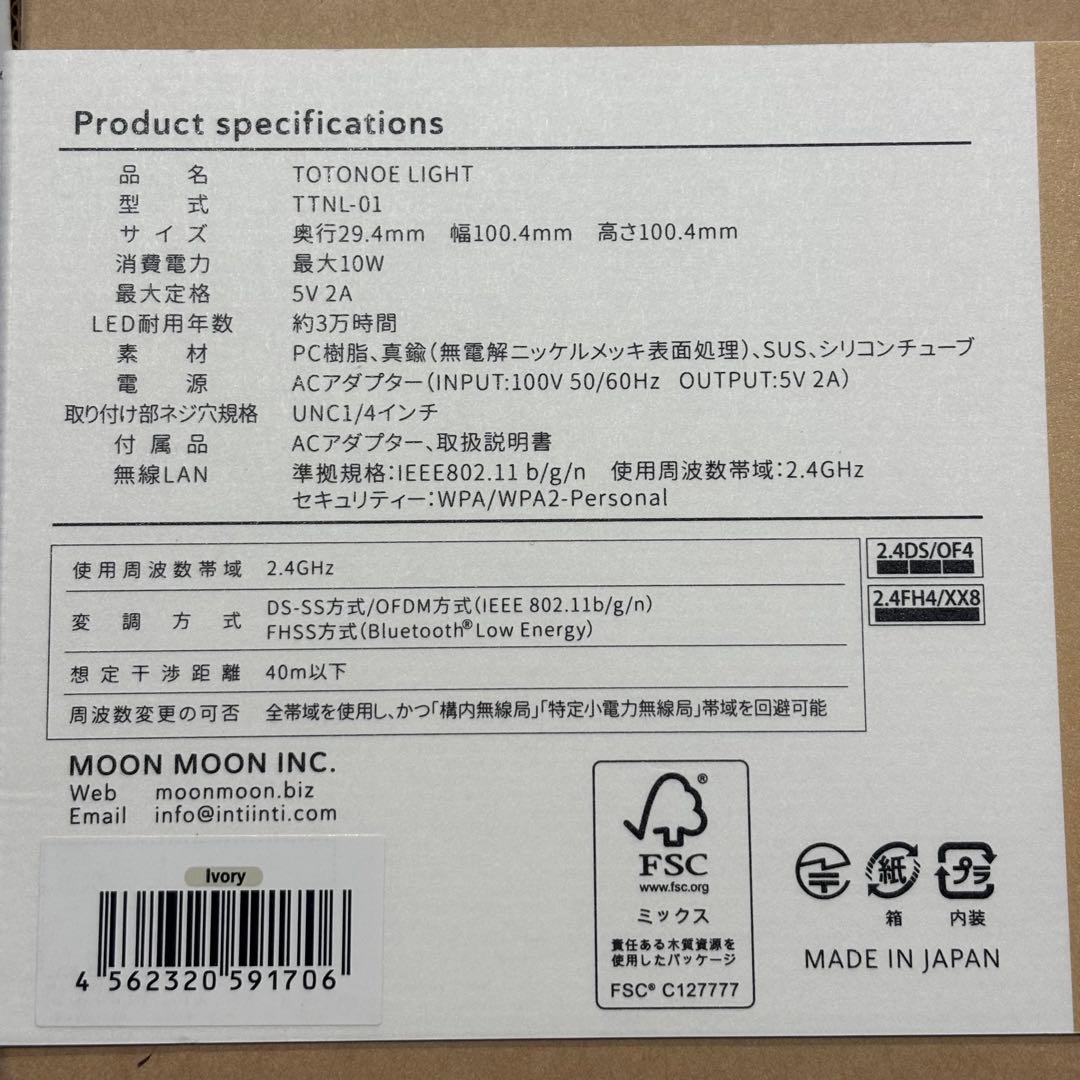 Product specifications
品名 TOTONOE LIGHT
型式 TTNL-01
サイズ 奥行29.4mm 幅100.4mm 高さ100.4mm
消費電力 最大10W
最大定格 5V 2A
LED耐用年数 約3万時間
素材 PC樹脂、真鍮（無電解ニッケルメッキ表面処理）、SUS、シリコンチューブ
電源 ACアダプター（INPUT:100V 50/60Hz OUTPUT:5V 2A）
取り付け部ネジ穴規格 UNC1/4インチ
付属品 ACアダプター、取扱説明書
無線LAN 準拠規格：IEEE802.11 b/g/n 使用周波数帯域：2.4GHz
セキュリティー：WPA/WPA2-Personal
使用周波数帯域 2.4GHz
変調方式 DS-SS方式/OFDM方式（IEEE 802.11b/g/n）
FHSS方式（Bluetooth® Low Energy）
想定干渉距離 40m以下
周波数変更の可否 全帯域を使用し、かつ「構内無線局」「特定小電力無線局」帯域を回避可能
2.4DS/OF4
2.4FH4/XX8
MOON MOON INC.
Web moonmoon.biz
Email info@intiinti.com
Ivory
4 562320 591706
FSC
www.fsc.org
ミックス
責任ある木質資源を
使用したパッケージ
FSC® C127777
紙
箱
プラ
内装
MADE IN JAPAN